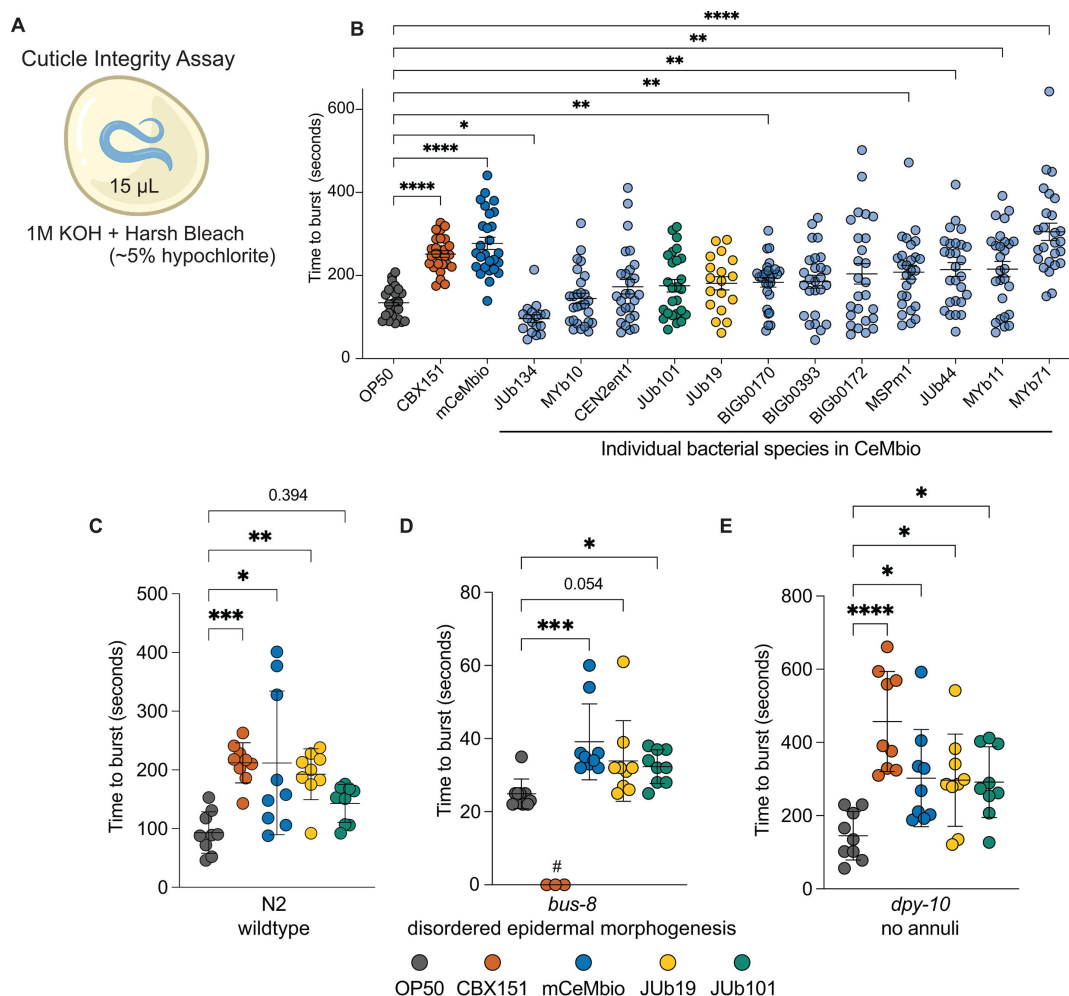 A
Cuticle Integrity Assay
15 µL
1M KOH + Harsh Bleach
(~5% hypochlorite)
B
****
**
**
**
**
*
****
****
Time to burst (seconds)
600
400
200
0
OP50
CBX151
mCeMbio
JUb134
MYb10
CEN2ent1
JUb101
JUb19
BIGb0170
BIGb0393
BIGb0172
MSPm1
JUb44
MYb11
MYb71
Individual bacterial species in CeMbio
C
0.394
**
*
***
Time to burst (seconds)
500
400
300
200
100
0
N2
wildtype
D
*
0.054
***
Time to burst (seconds)
80
60
40
20
0
#
bus-8
disordered epidermal morphogenesis
E
*
*
*
****
Time to burst (seconds)
800
600
400
200
0
dpy-10
no annuli
OP50 CBX151 mCeMbio JUb19 JUb101